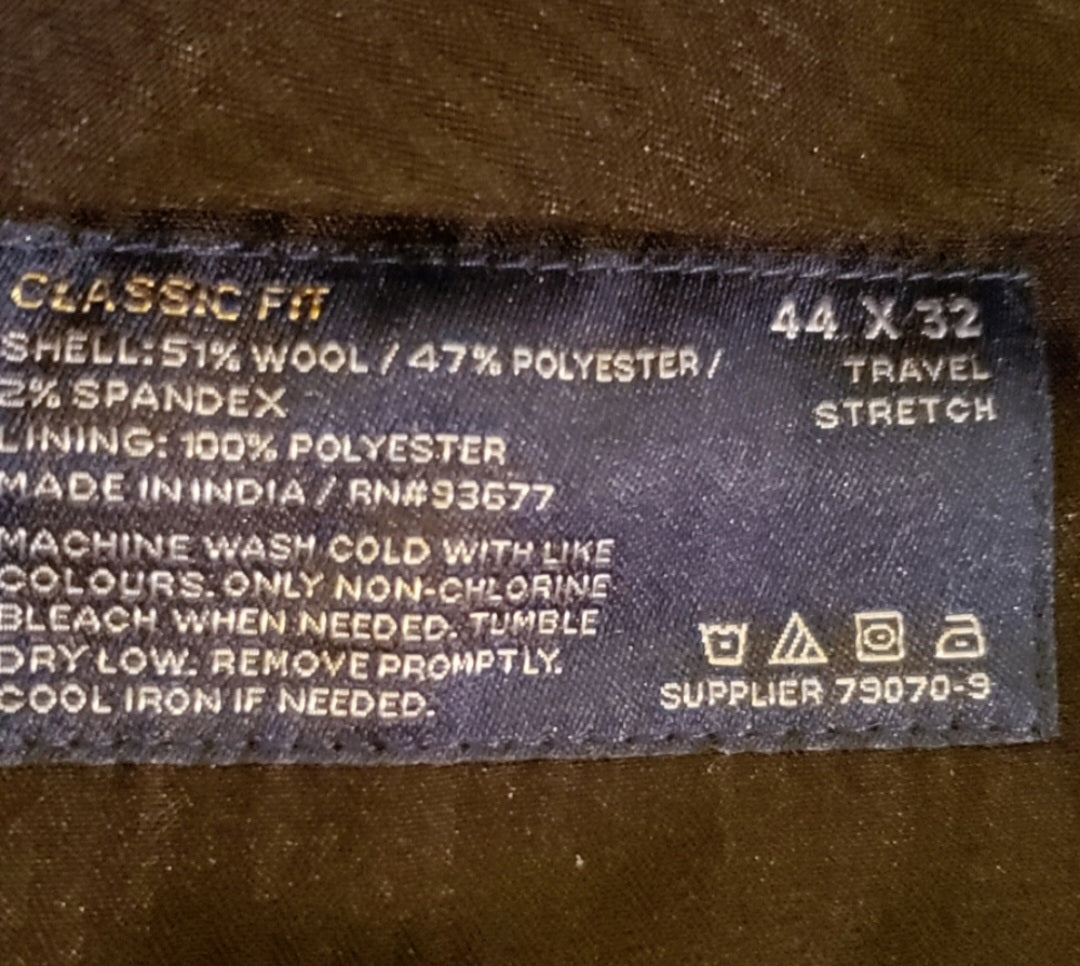 CLASSIC FIT
44 X 32
TRAVEL
STRETCH
SHELL: 51% WOOL / 47% POLYESTER /
2% SPANDEX
LINING: 100% POLYESTER
MADE IN INDIA / RN#93677
MACHINE WASH COLD WITH LIKE
COLOURS. ONLY NON-CHLORINE
BLEACH WHEN NEEDED. TUMBLE
DRY LOW. REMOVE PROMPTLY.
COOL IRON IF NEEDED.
SUPPLIER 79070-9